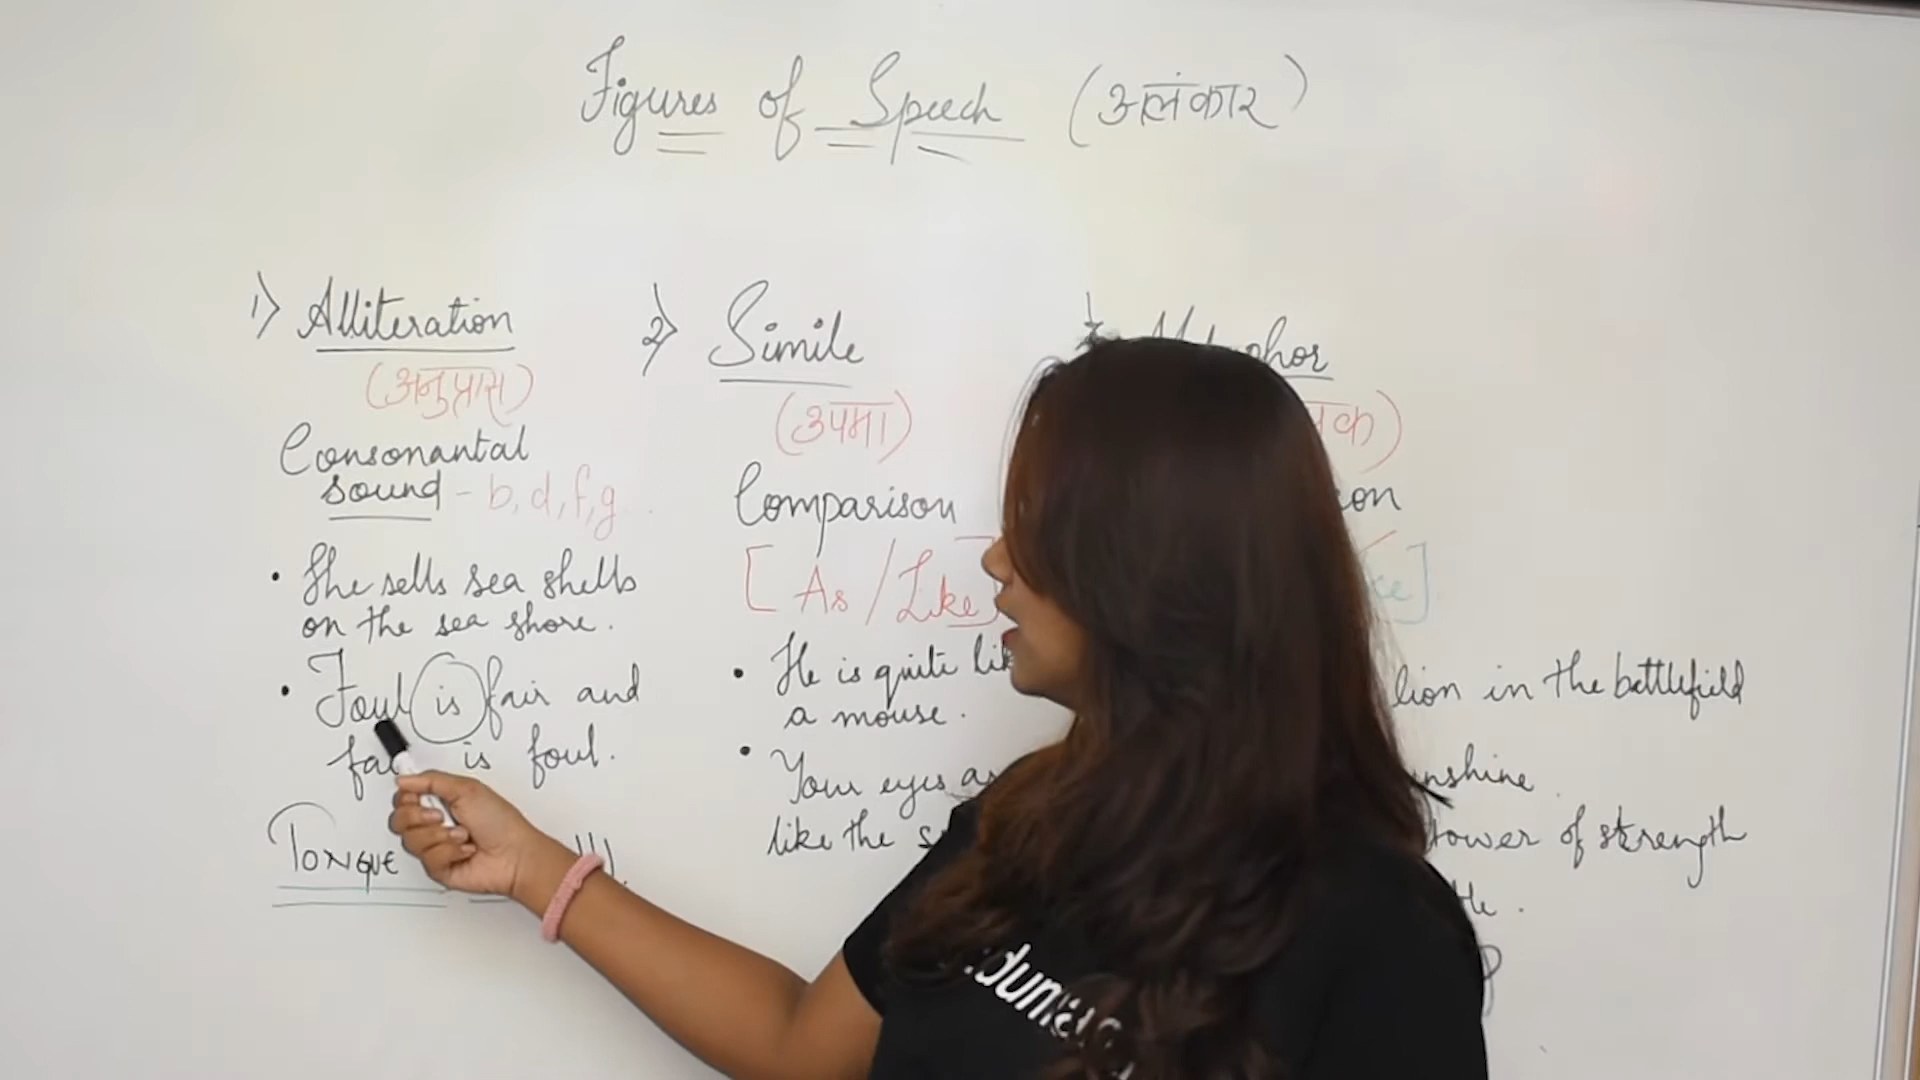 Figures of Speech (अलंकार)
1) Alliteration
(अनुप्रास)
Consonantal
sound - b, d, f, g...
• She sells sea shells
on the sea shore.
• Foul is fair and
is foul.
TONGUE
2) Simile
(उपमा)
Comparison
[As/Like]
• He is quite
a mouse.
• Your eyes
like the
lion in the battlefield
tower of strength